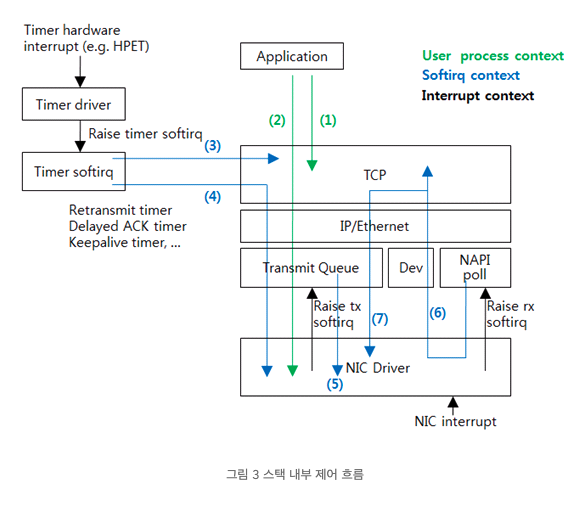 Timer hardware
interrupt (e.g. HPET)
Application
User process context
Softirq context
Interrupt context
Timer driver
(2)
(1)
Raise timer softirq
(3)
Timer softirq
TCP
(4)
Retransmit timer
Delayed ACK timer
Keepalive timer, ...
IP/Ethernet
Transmit Queue
Dev
NAPI
poll
Raise tx
softirq
(7)
(6)
Raise rx
softirq
NIC Driver
(5)
NIC interrupt
그림 3 스택 내부 제어 흐름